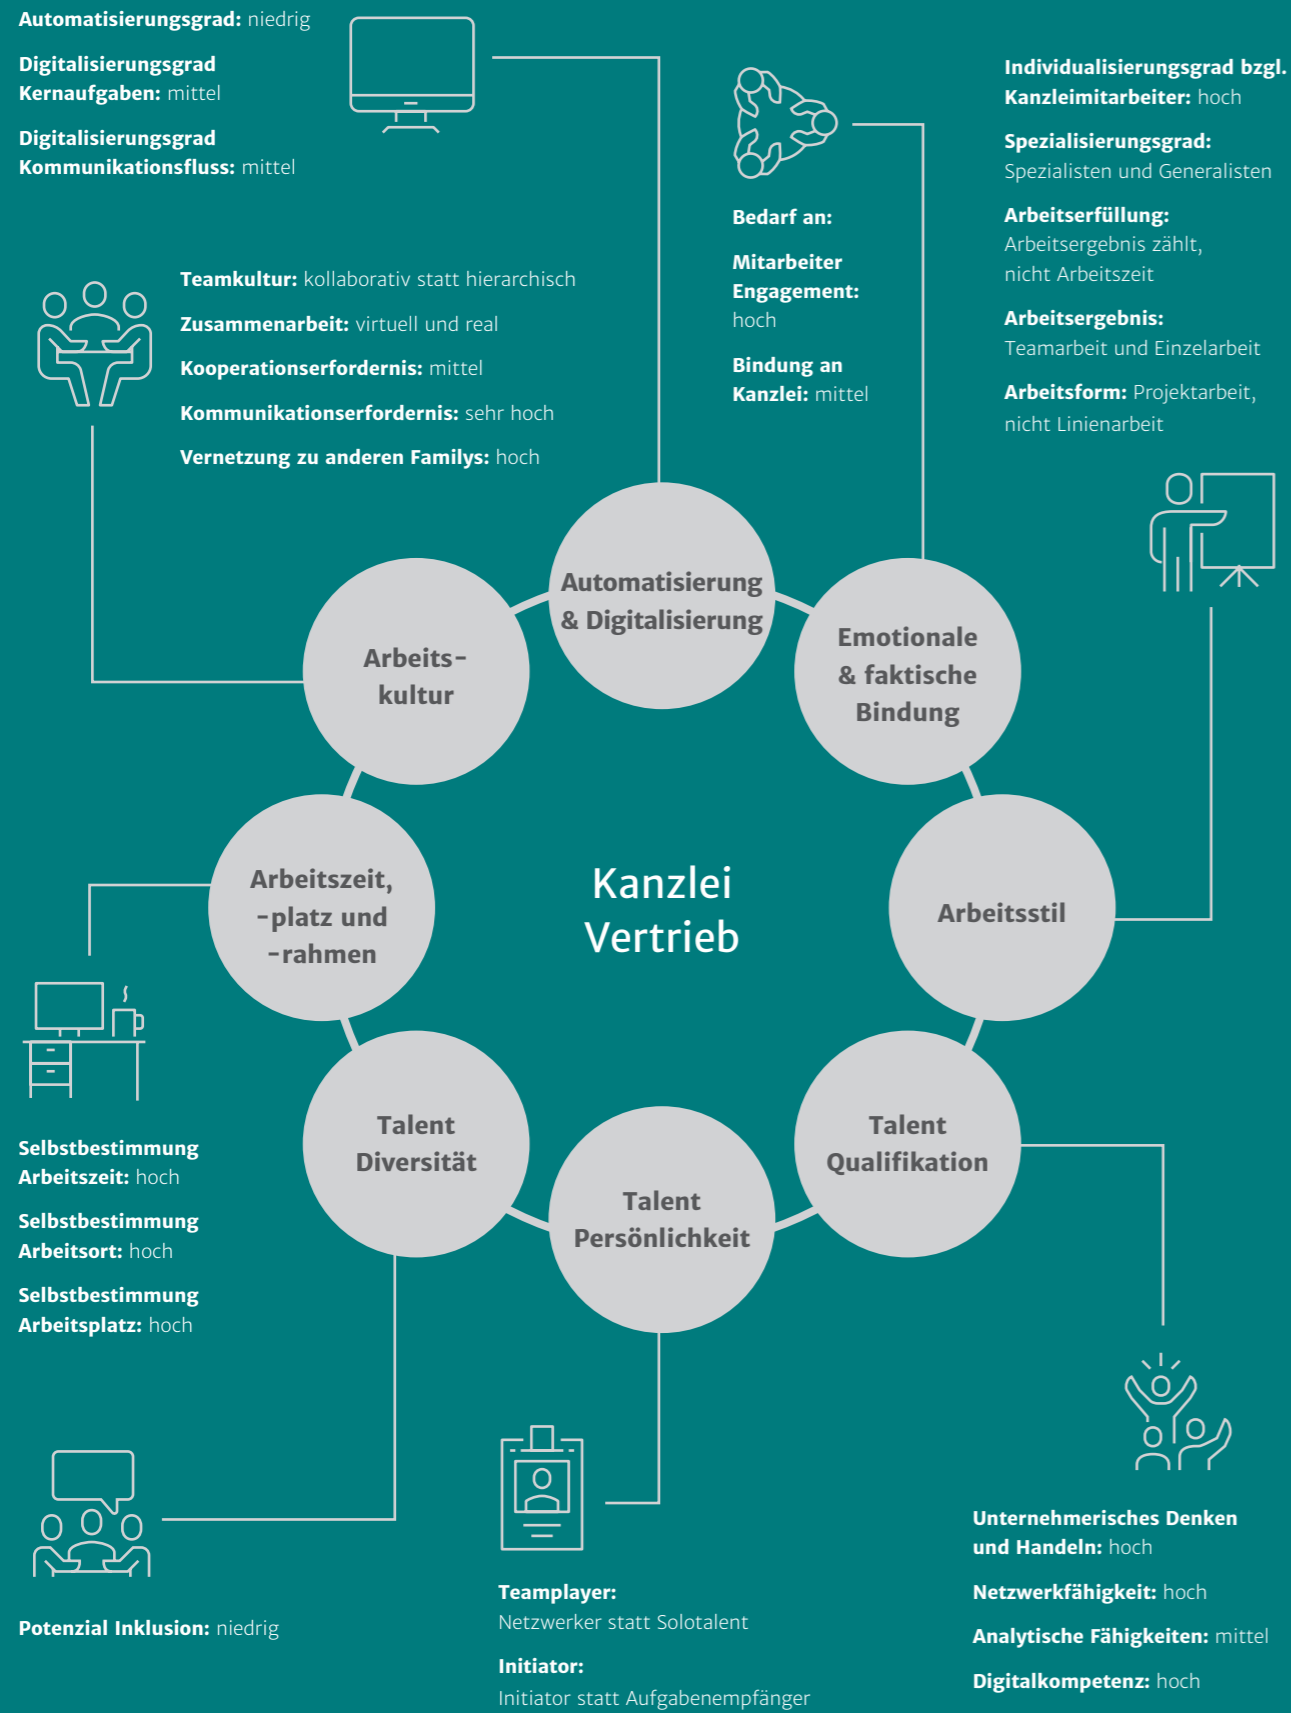 Automatisierungsgrad: niedrig
Digitalisierungsgrad
Kernaufgaben: mittel
Digitalisierungsgrad
Kommunikationsfluss: mittel
Bedarf an:
Mitarbeiter
Engagement:
hoch
Bindung an
Kanzlei: mittel
Individualisierungsgrad bzgl.
Kanzleimitarbeiter: hoch
Spezialisierungsgrad:
Spezialisten und Generalisten
Arbeitserfüllung:
Arbeitsergebnis zählt,
nicht Arbeitszeit
Arbeitsergebnis:
Teamarbeit und Einzelarbeit
Arbeitsform: Projektarbeit,
nicht Linienarbeit
Teamkultur: kollaborativ statt hierarchisch
Zusammenarbeit: virtuell und real
Kooperationserfordernis: mittel
Kommunikationserfordernis: sehr hoch
Vernetzung zu anderen Familys: hoch
Automatisierung
& Digitalisierung
Emotionale
& faktische
Bindung
Arbeits-
kultur
Arbeitszeit,
-platz und
-rahmen
Kanzlei
Vertrieb
Arbeitsstil
Talent
Diversität
Talent
Persönlichkeit
Talent
Qualifikation
Selbstbestimmung
Arbeitszeit: hoch
Selbstbestimmung
Arbeitsort: hoch
Selbstbestimmung
Arbeitsplatz: hoch
Potenzial Inklusion: niedrig
Teamplayer:
Netzwerker statt Solotalent
Initiator:
Initiator statt Aufgabenempfänger
Unternehmerisches Denken
und Handeln: hoch
Netzwerkfähigkeit: hoch
Analytische Fähigkeiten: mittel
Digitalkompetenz: hoch